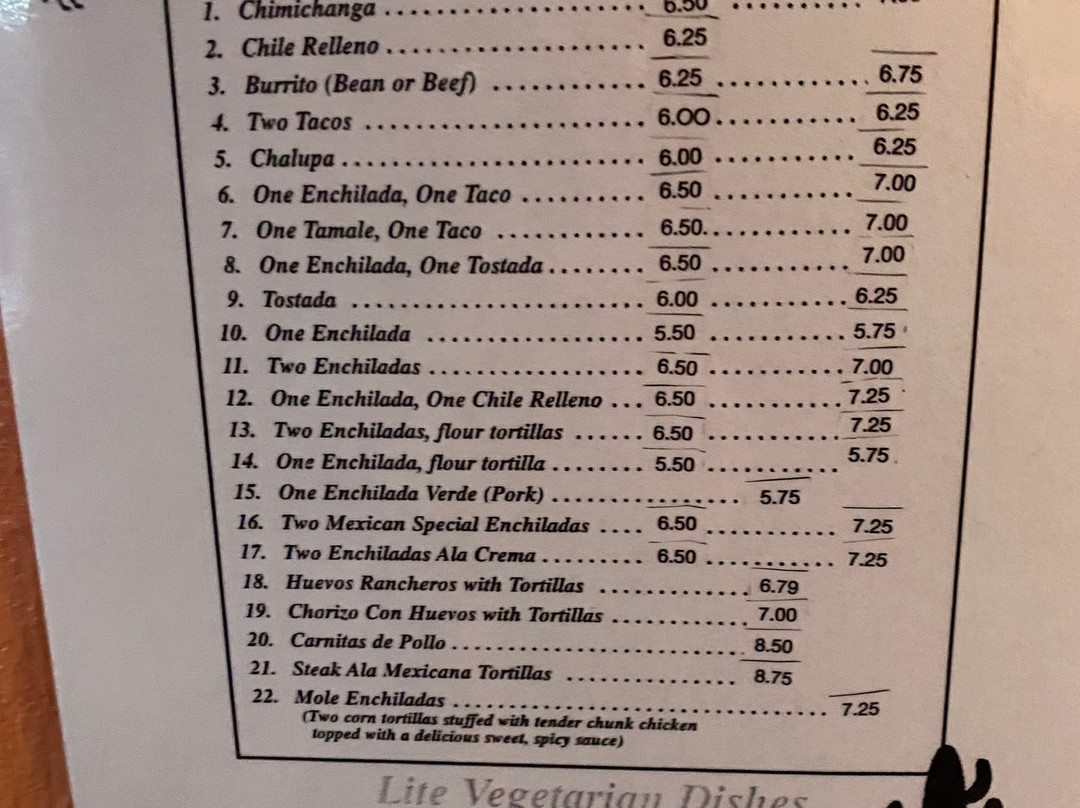 1. Chimichanga .......................... 6.50 ..........
2. Chile Relleno .......................... 6.25
3. Burrito (Bean or Beef) ............... 6.25 ............ 6.75
4. Two Tacos .......................... 6.00 ........... 6.25
5. Chalupa .......................... 6.00 ........... 6.25
6. One Enchilada, One Taco .......... 6.50 ........... 7.00
7. One Tamale, One Taco ............ 6.50 ........... 7.00
8. One Enchilada, One Tostada ........ 6.50 ........... 7.00
9. Tostada ......................... 6.00 ........... 6.25
10. One Enchilada ................... 5.50 ........... 5.75
11. Two Enchiladas ................... 6.50 ........... 7.00
12. One Enchilada, One Chile Relleno ... 6.50 ........... 7.25
13. Two Enchiladas, flour tortillas ...... 6.50 ........... 7.25
14. One Enchilada, flour tortilla ........ 5.50 ........... 5.75
15. One Enchilada Verde (Pork) ................ 5.75
16. Two Mexican Special Enchiladas .... 6.50 ........... 7.25
17. Two Enchiladas Ala Crema ........ 6.50 ........... 7.25
18. Huevos Rancheros with Tortillas ............. 6.79
19. Chorizo Con Huevos with Tortillas ............ 7.00
20. Carnitas de Pollo ......................... 8.50
21. Steak Ala Mexicana Tortillas ............... 8.75
22. Mole Enchiladas ................................ 7.25
(Two corn tortillas stuffed with tender chunk chicken
topped with a delicious sweet, spicy sauce)
Lite Vegetarian Dishes